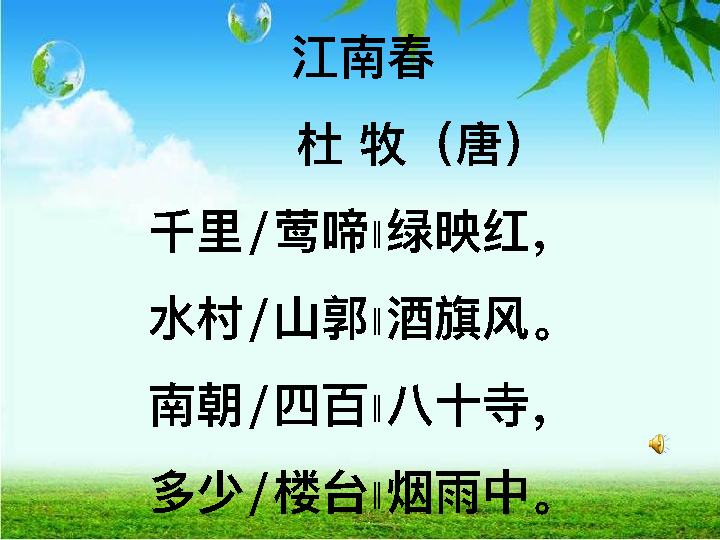 江南春
杜 牧（唐）
千里/莺啼‖绿映红，
水村/山郭‖酒旗风。
南朝/四百‖八十寺，
多少/楼台‖烟雨中。